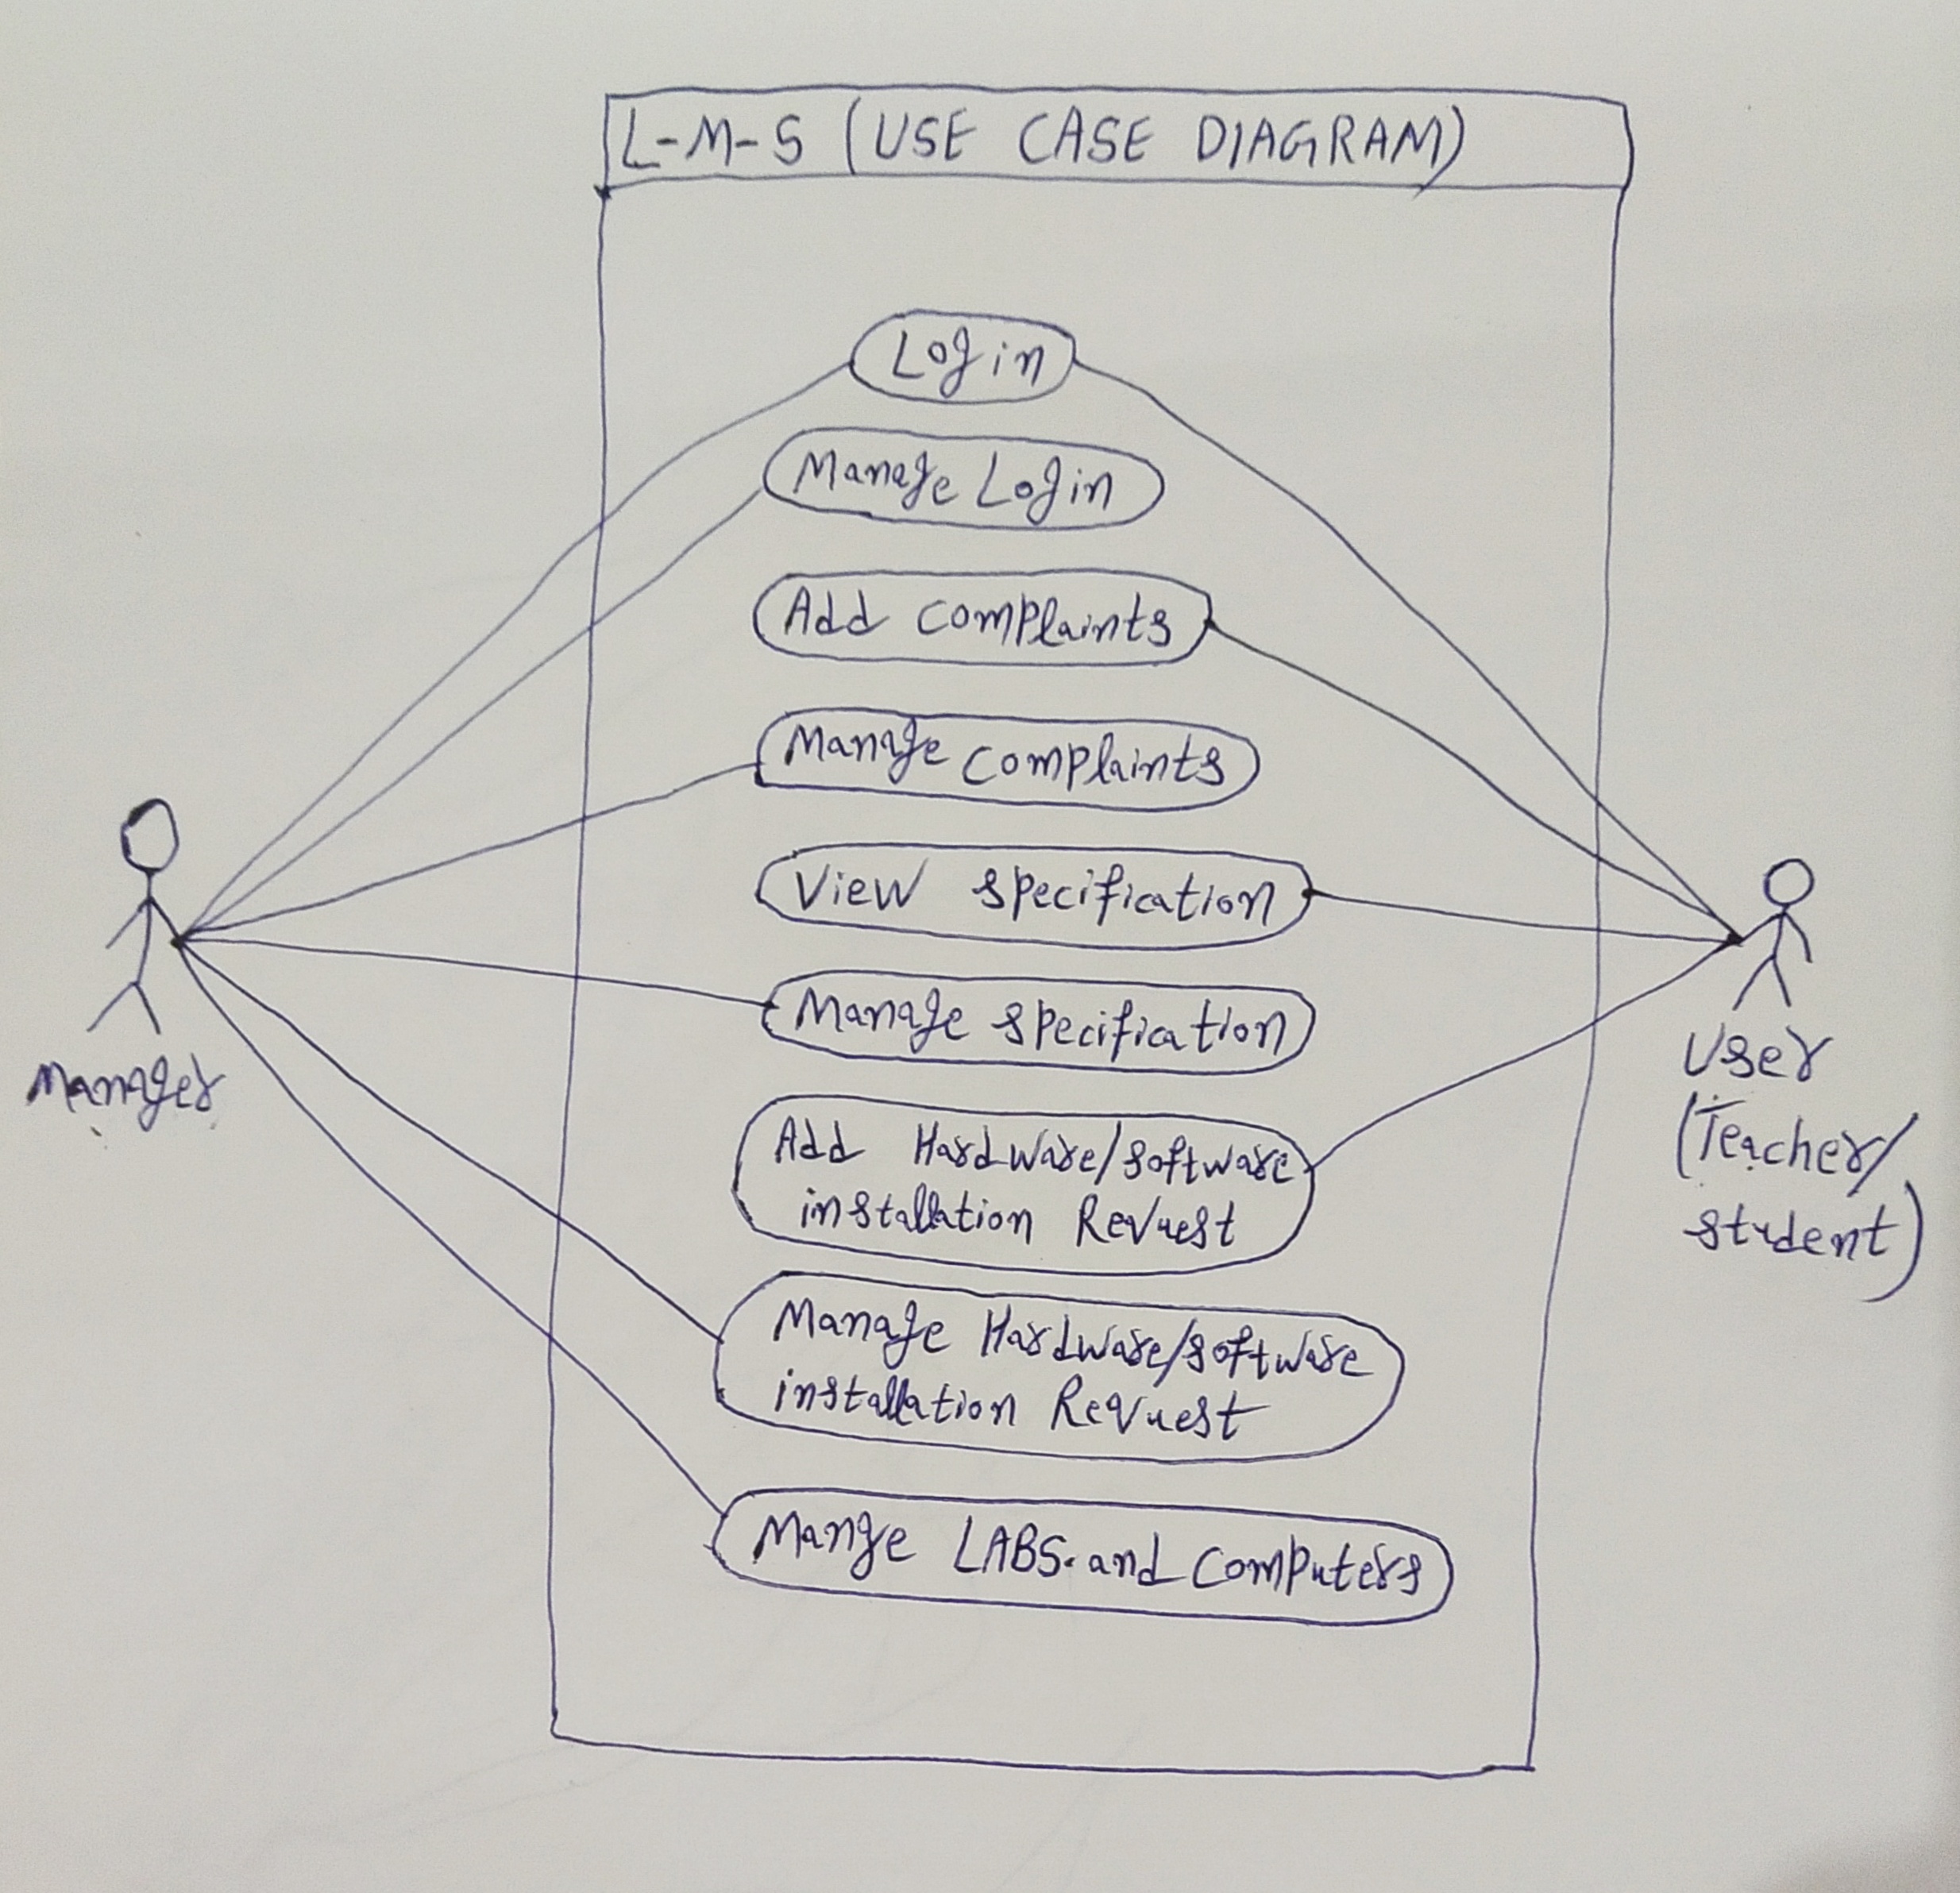 L-M-S (USE CASE DIAGRAM)
Login
Manage Login
Add complaints
Manage complaints
View specification
Manage specification
Manager
User
(Teacher/
student)
Add Hardware/software
installation Request
Manage Hardware/software
installation Request
Mange LABS and computers